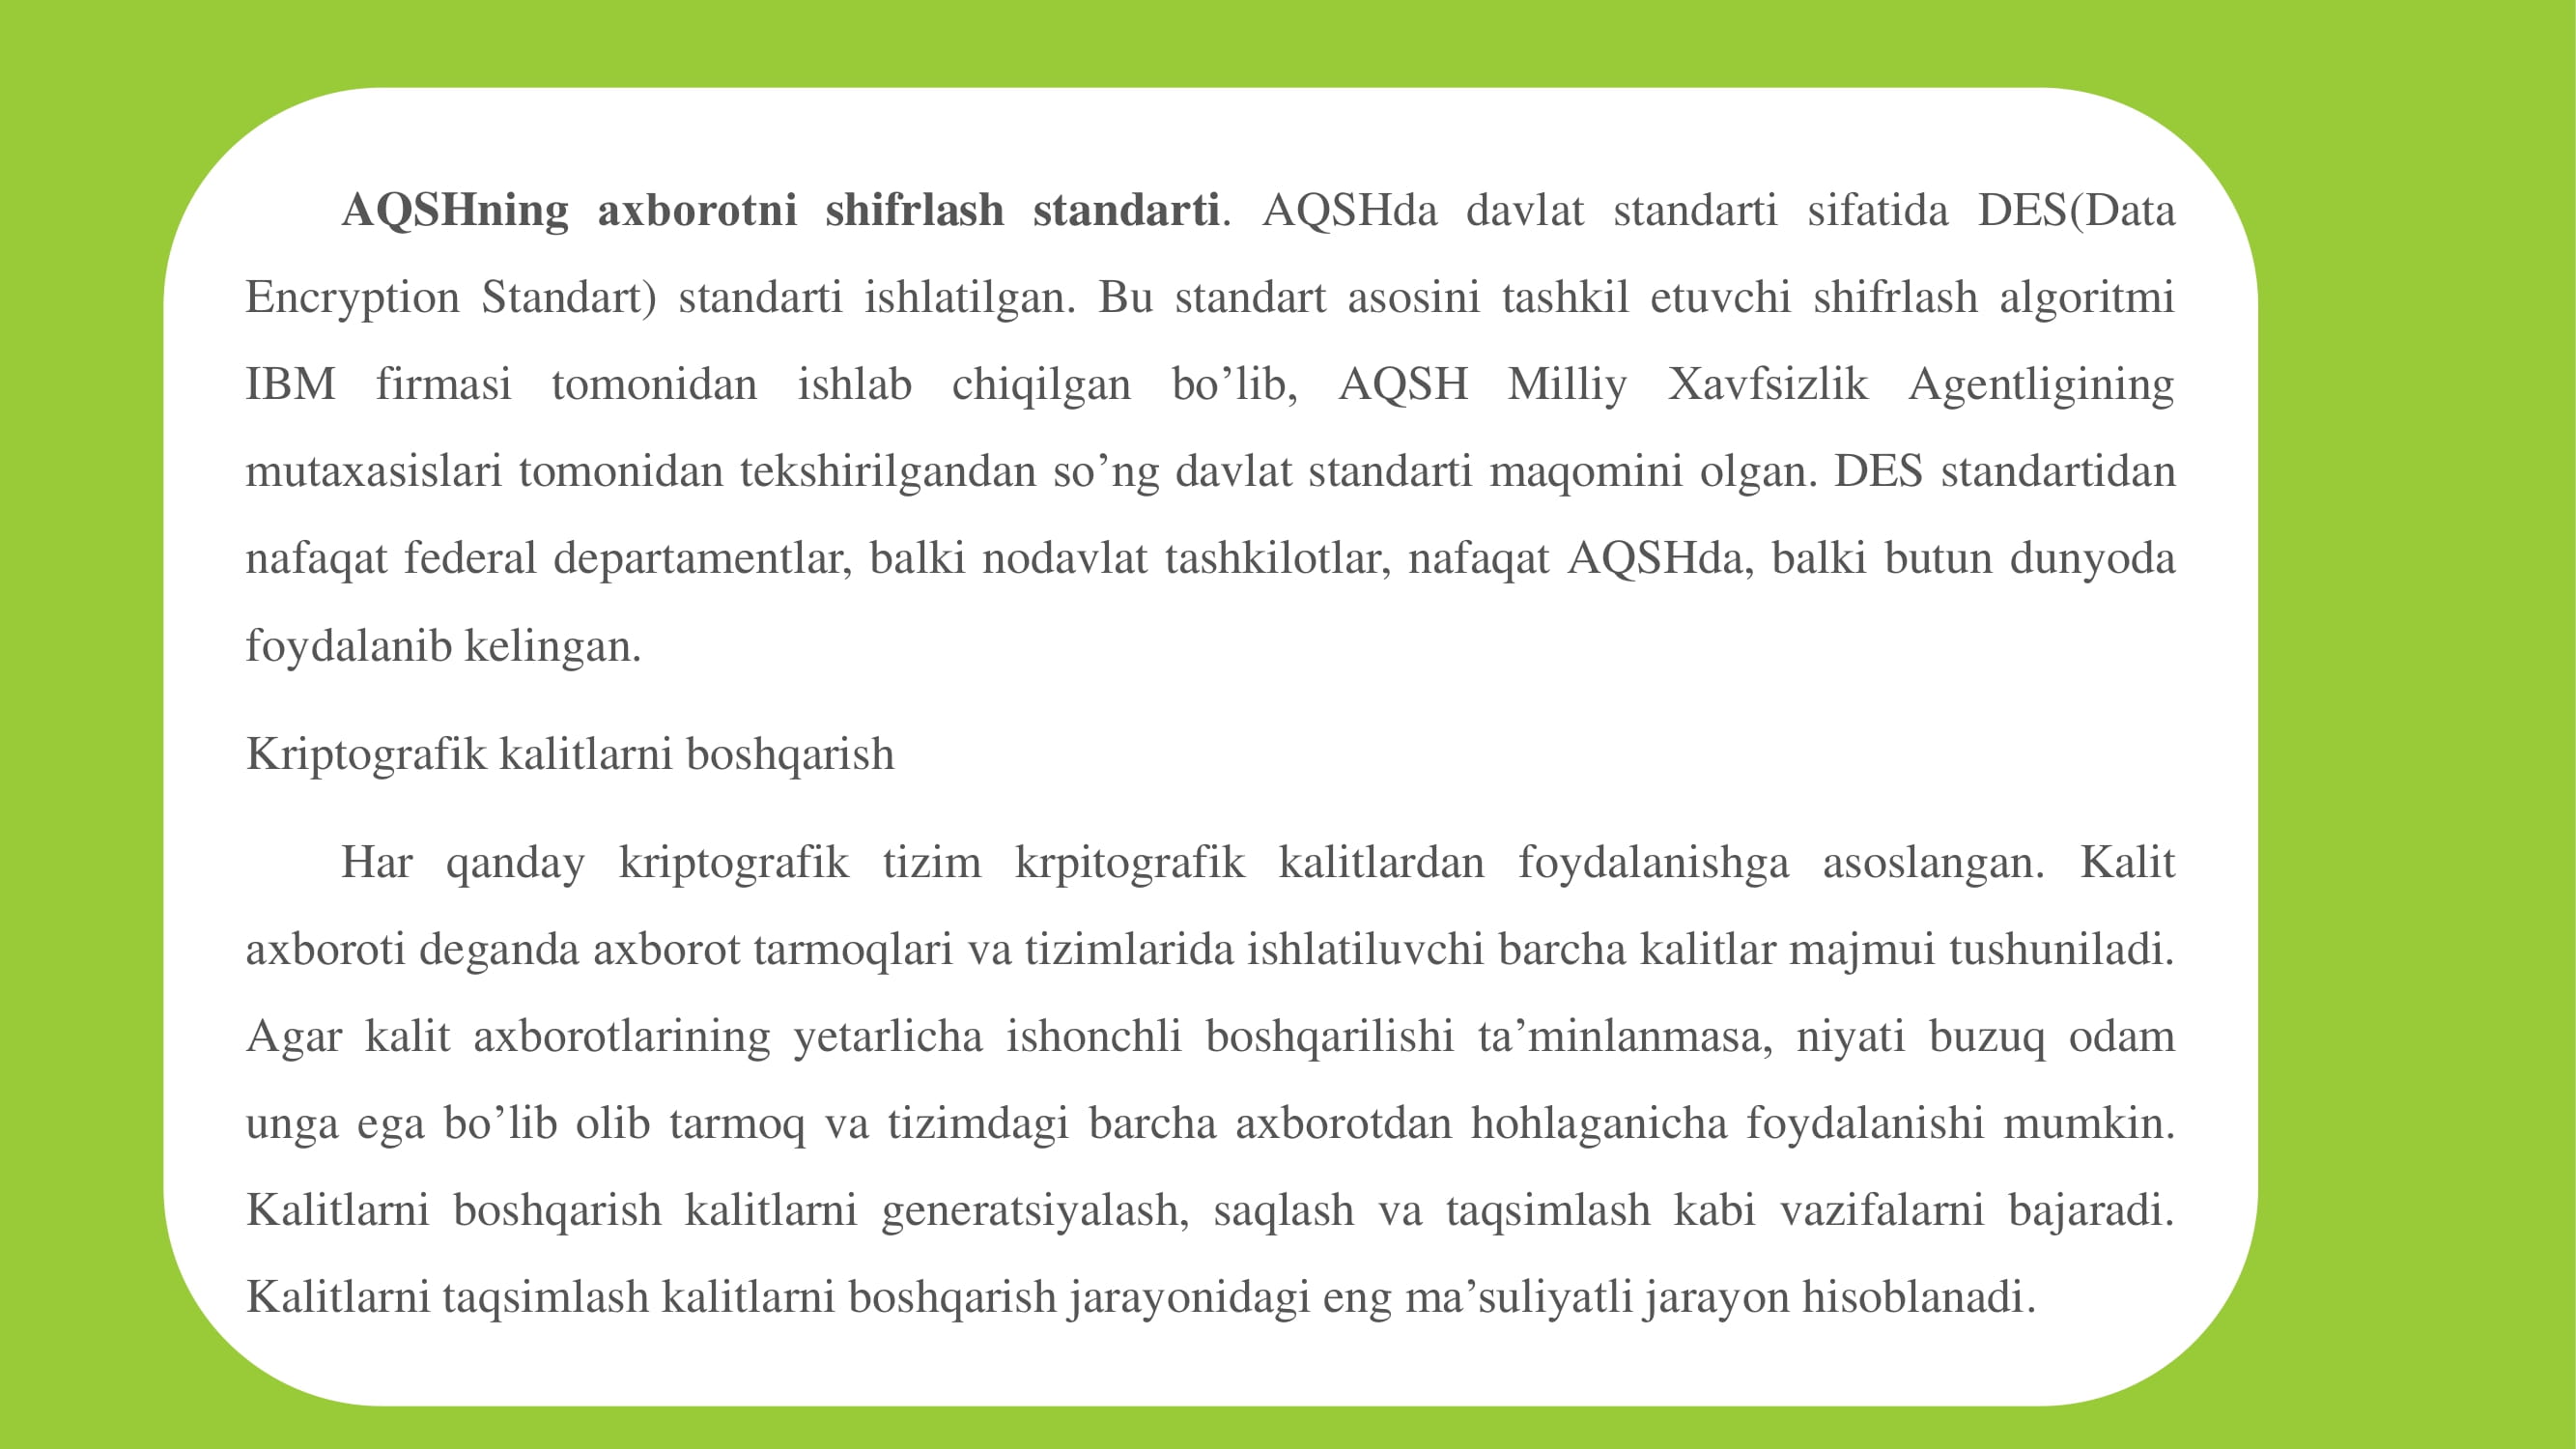 AQSHning axborotni shifrlash standarti. AQSHda davlat standarti sifatida DES(Data
Encryption Standart) standarti ishlatilgan. Bu standart asosini tashkil etuvchi shifrlash algoritmi
IBM firmasi tomonidan ishlab chiqilgan bo’lib, AQSH Milliy Xavfsizlik Agentligining
mutaxasislari tomonidan tekshirilgandan so’ng davlat standarti maqomini olgan. DES standartidan
nafaqat federal departamentlar, balki nodavlat tashkilotlar, nafaqat AQSHda, balki butun dunyoda
foydalanib kelingan.
Kriptografik kalitlarni boshqarish
Har qanday kriptografik tizim krpitografik kalitlardan foydalanishga asoslangan. Kalit
axboroti deganda axborot tarmoqlari va tizimlarida ishlatiluvchi barcha kalitlar majmui tushuniladi.
Agar kalit axborotlarining yetarlicha ishonchli boshqarilishi ta’minlanmasa, niyati buzuq odam
unga ega bo’lib olib tarmoq va tizimdagi barcha axborotdan hohlaganicha foydalanishi mumkin.
Kalitlarni boshqarish kalitlarni generatsiyalash, saqlash va taqsimlash kabi vazifalarni bajaradi.
Kalitlarni taqsimlash kalitlarni boshqarish jarayonidagi eng ma’suliyatli jarayon hisoblanadi.